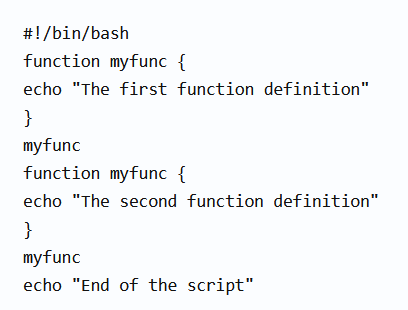 #!/bin/bash
function myfunc {
echo "The first function definition"
}
myfunc
function myfunc {
echo "The second function definition"
}
myfunc
echo "End of the script"